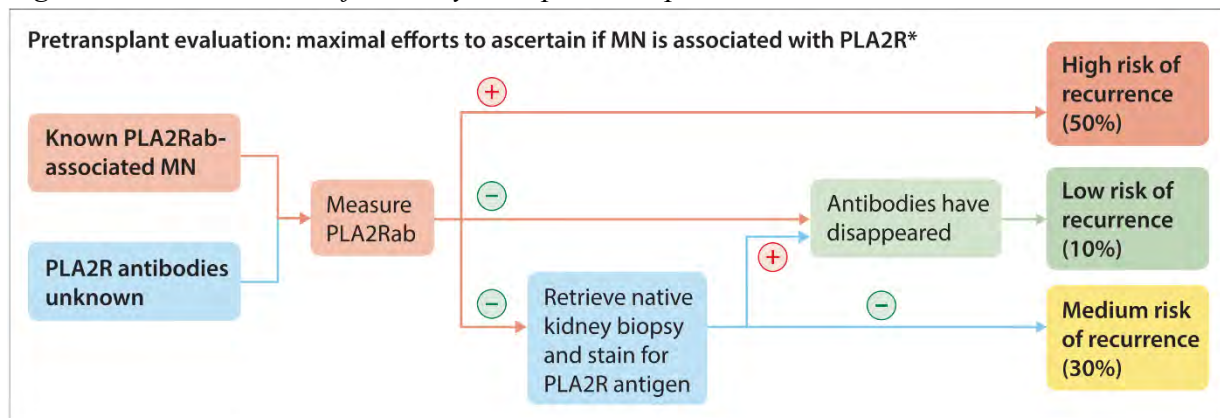 Pretransplant evaluation: maximal efforts to ascertain if MN is associated with PLA2R*
Known PLA2Rab-
associated MN
PLA2R antibodies
unknown
Measure
PLA2Rab
+
−
−
Retrieve native
kidney biopsy
and stain for
PLA2R antigen
+
−
Antibodies have
disappeared
High risk of
recurrence
(50%)
Low risk of
recurrence
(10%)
Medium risk
of recurrence
(30%)